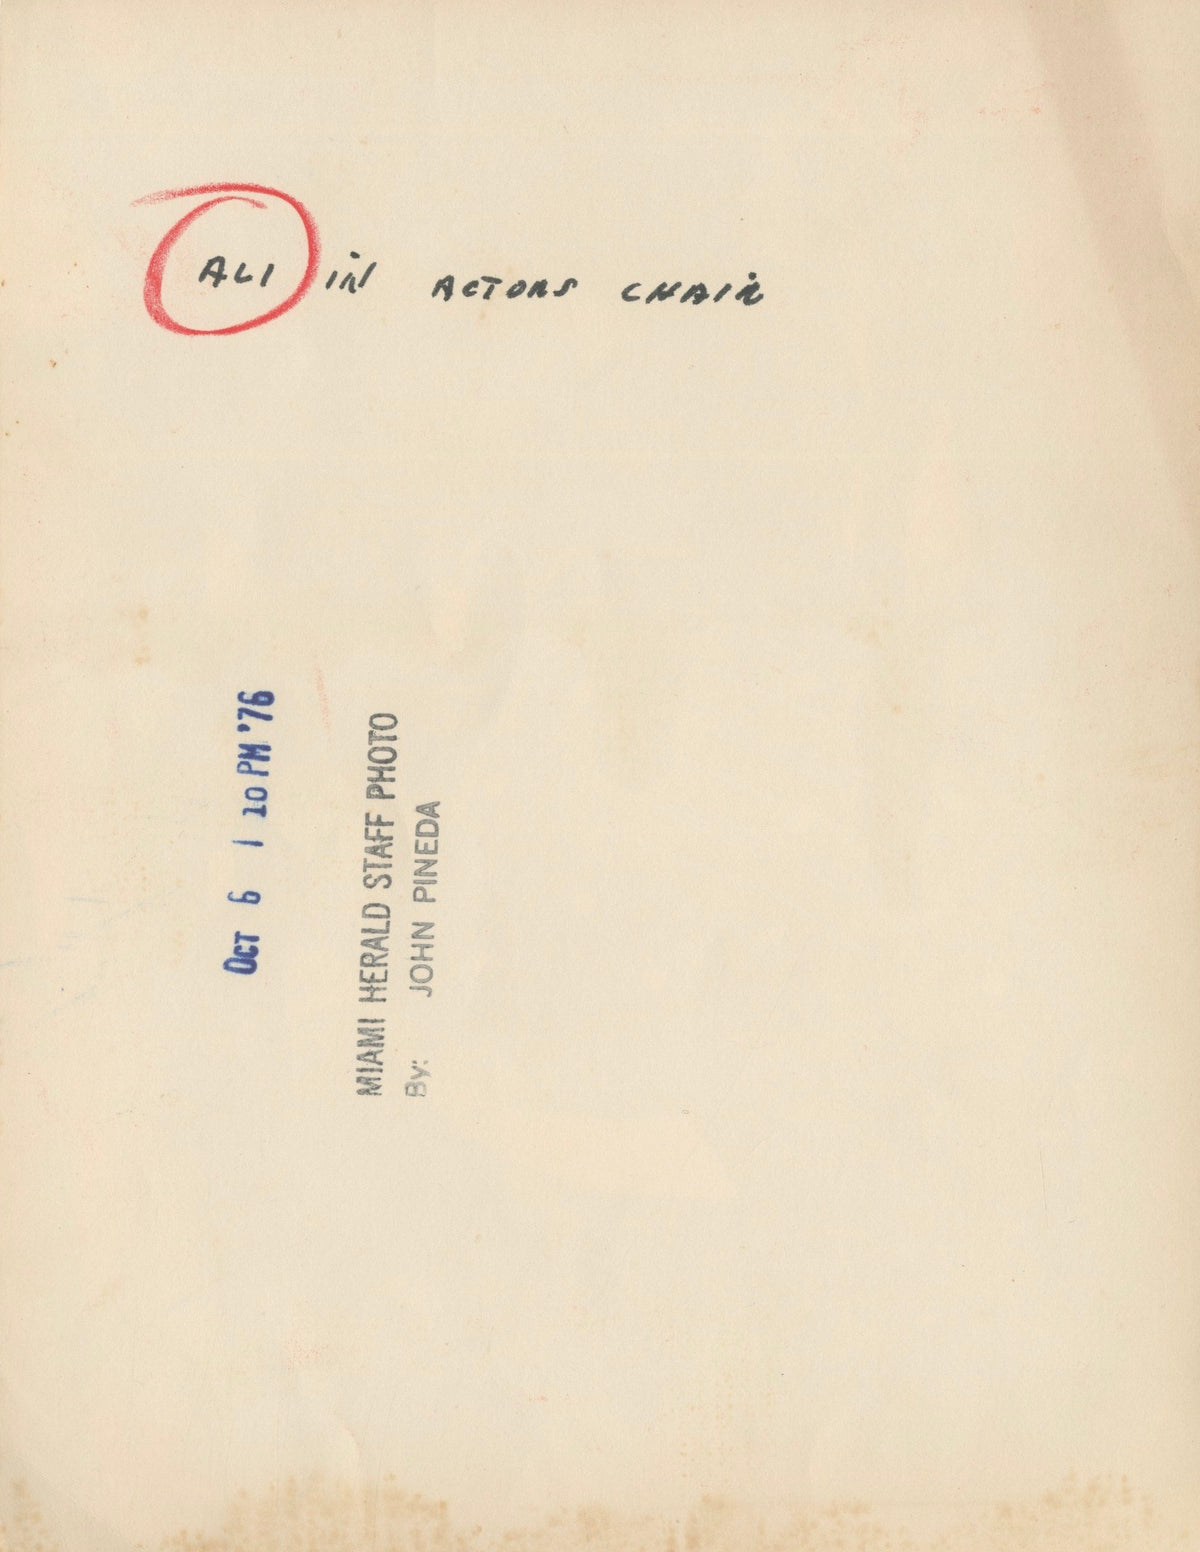 ALI IN ACTORS CHAIR
OCT 6 1 10 PM '76
MIAMI HERALD STAFF PHOTO
By: JOHN PINEDA